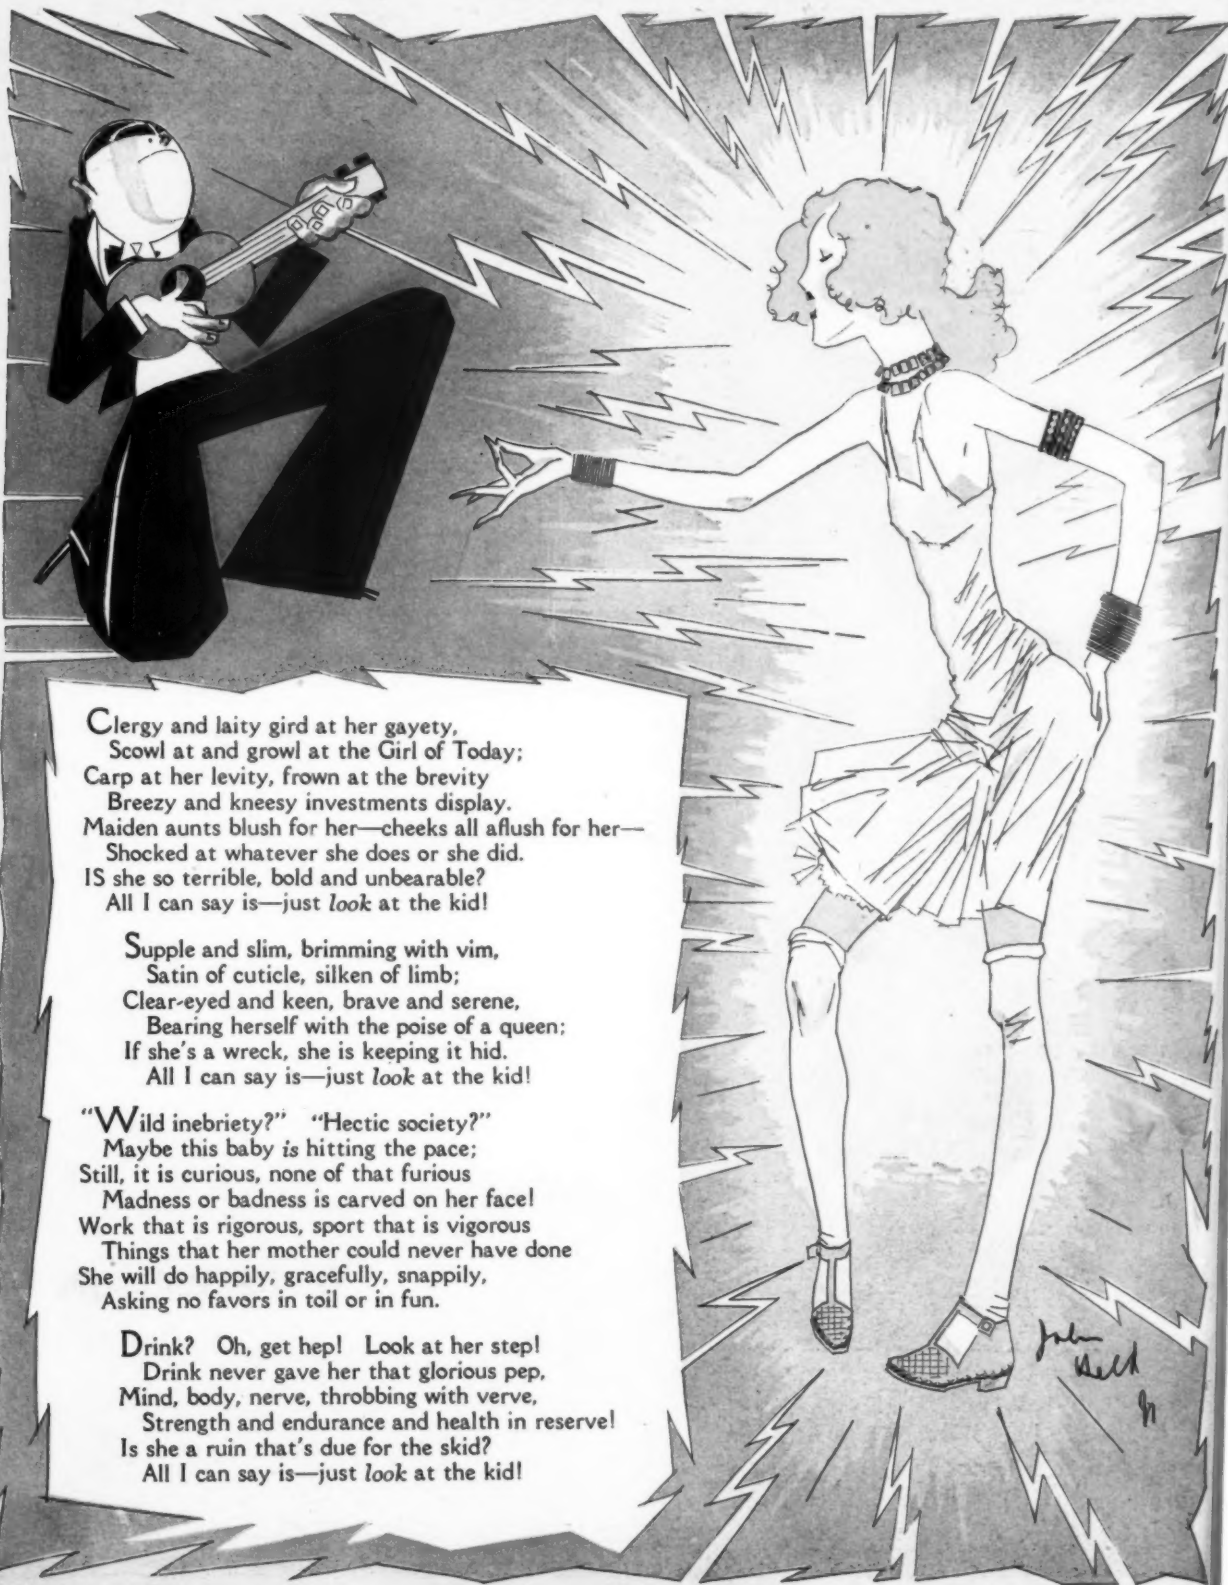 Clergy and laity gird at her gayety,
Scowl at and growl at the Girl of Today;
Carp at her levity, frown at the brevity
Breezy and kneesy investments display.
Maiden aunts blush for her—cheeks all aflush for her—
Shocked at whatever she does or she did.
IS she so terrible, bold and unbearable?
All I can say is—just look at the kid!
Supple and slim, brimming with vim,
Satin of cuticle, silken of limb;
Clear-eyed and keen, brave and serene,
Bearing herself with the poise of a queen;
If she's a wreck, she is keeping it hid.
All I can say is—just look at the kid!
"Wild inebriety?" "Hectic society?"
Maybe this baby is hitting the pace;
Still, it is curious, none of that furious
Madness or badness is carved on her face!
Work that is rigorous, sport that is vigorous
Things that her mother could never have done
She will do happily, gracefully, snappily,
Asking no favors in toil or in fun.
Drink? Oh, get hep! Look at her step!
Drink never gave her that glorious pep,
Mind, body, nerve, throbbing with verve,
Strength and endurance and health in reserve!
Is she a ruin that's due for the skid?
All I can say is—just look at the kid!
John
Held
Jr